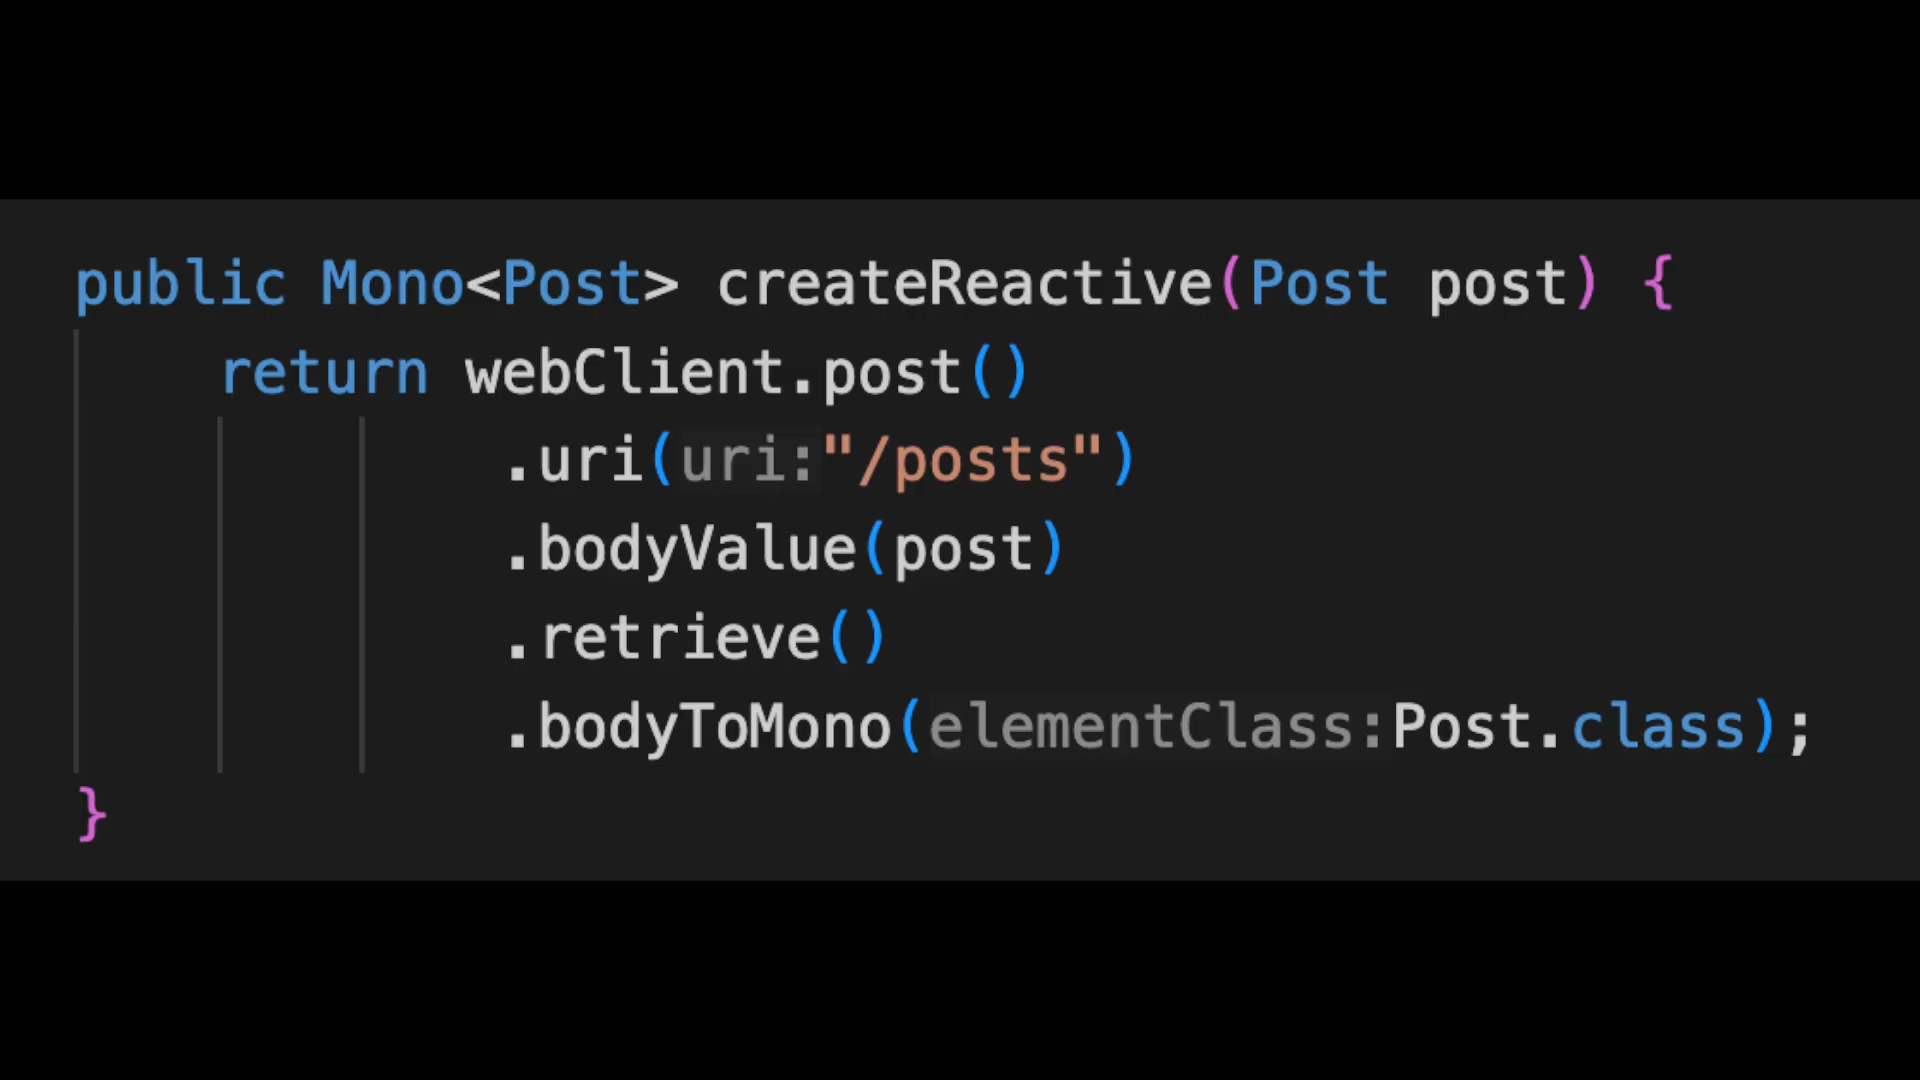 public Mono<Post> createReactive(Post post) {
return webClient.post()
.uri(uri:"/posts")
.bodyValue(post)
.retrieve()
.bodyToMono(elementClass:Post.class);
}